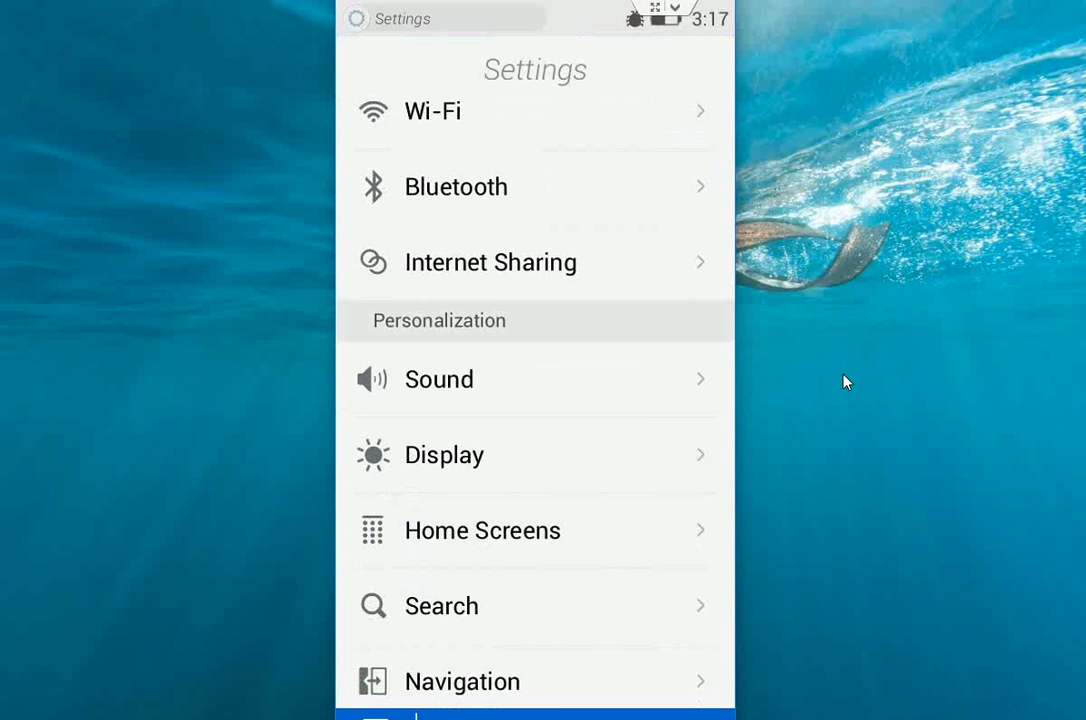 Settings
3:17
Settings
Wi-Fi
Bluetooth
Internet Sharing
Personalization
Sound
Display
Home Screens
Search
Navigation